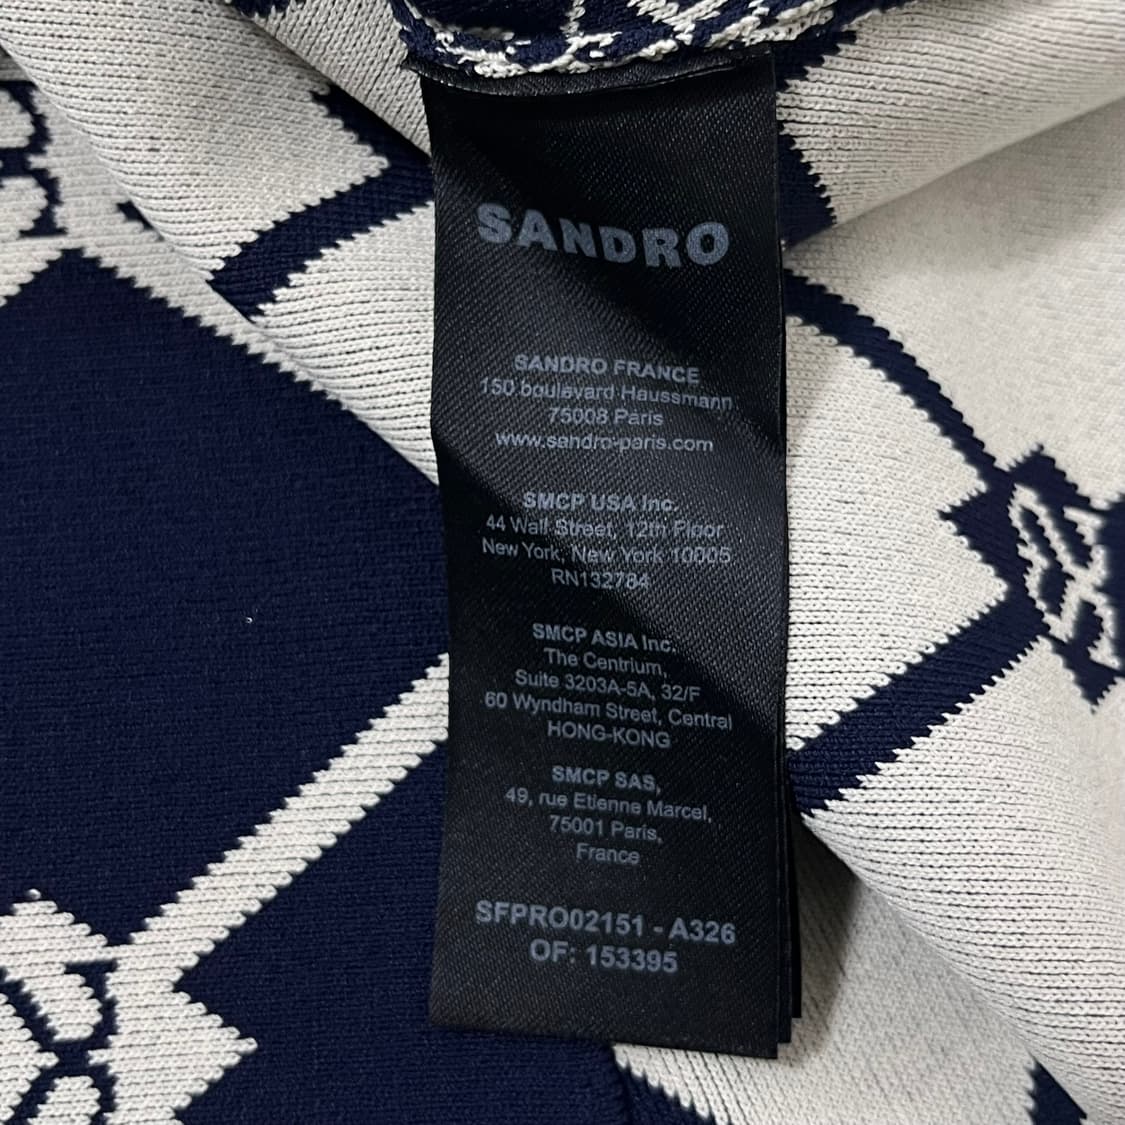 SANDRO
SANDRO FRANCE
150 boulevard Haussmann
75008 Paris
www.sandro-paris.com
SMCP USA Inc.
44 Wall Street, 12th Floor
New York, New York 10005
RN132784
SMCP ASIA Inc.
The Centrium,
Suite 3203A-5A, 32/F
60 Wyndham Street, Central
HONG-KONG
SMCP SAS,
49, rue Etienne Marcel,
75001 Paris,
France
SFPRO02151 - A326
OF: 153395